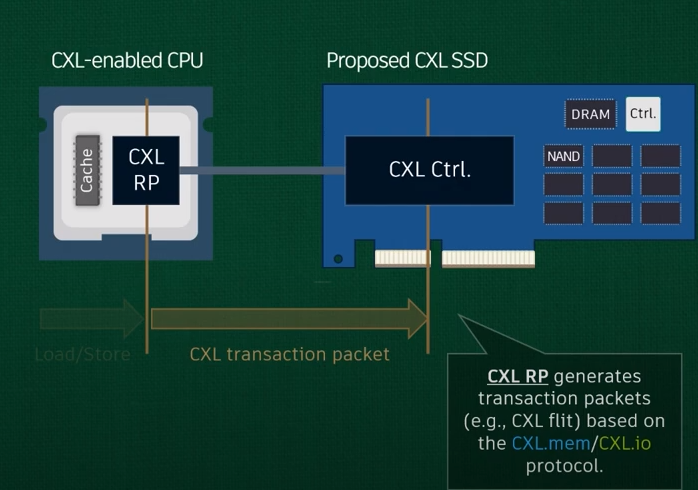 CXL-enabled CPU
Proposed CXL SSD
Cache
CXL
RP
CXL Ctrl.
DRAM
Ctrl.
NAND
Load/Store
CXL transaction packet
CXL RP generates
transaction packets
(e.g., CXL flit) based on
the CXL.mem/CXL.io
protocol.